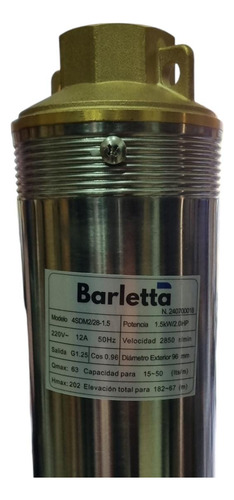 Barletta
N. 240700018
Modelo: 4SDM2/28-1.5 Potencia 1.5kW/2.0HP
220V~ 12A 50Hz Velocidad 2850 r/min
Salida G1.25 Cos 0.98 Diámetro Exterior 96 mm
Qmax: 63 Capacidad para 15~50 (lts/m)
Hmax: 202 Elevación total para 182~67 (m)